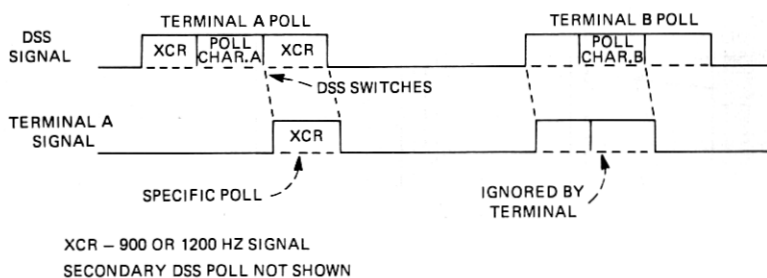 TERMINAL A POLL
TERMINAL B POLL
DSS
SIGNAL
XCR
POLL
CHAR.A
XCR
POLL
CHAR.B
DSS SWITCHES
TERMINAL A
SIGNAL
XCR
SPECIFIC POLL
IGNORED BY
TERMINAL
XCR – 900 OR 1200 HZ SIGNAL
SECONDARY DSS POLL NOT SHOWN